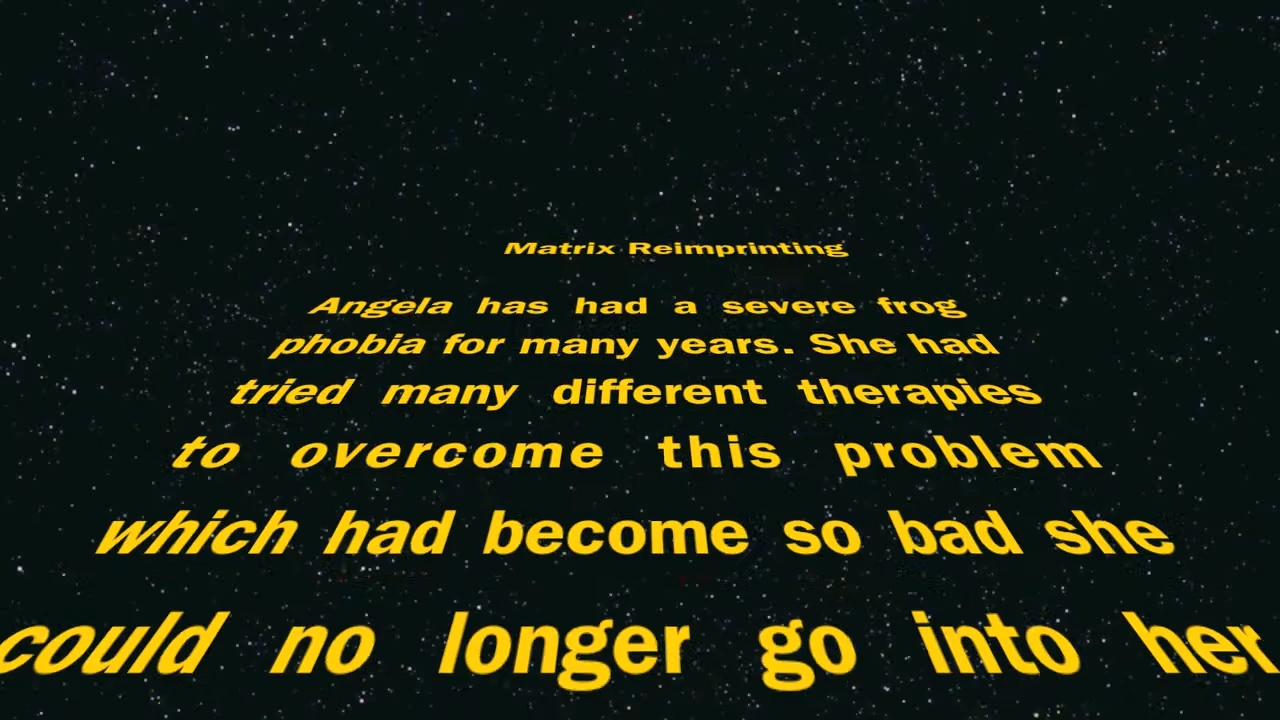 Matrix Reimprinting
Angela has had a severe frog
phobia for many years. She had
tried many different therapies
to overcome this problem
which had become so bad she
could no longer go into her